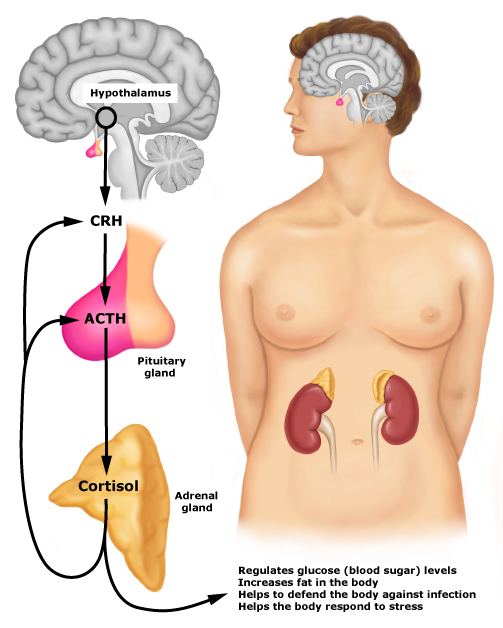 Hypothalamus
CRH
ACTH
Pituitary
gland
Cortisol
Adrenal
gland
Regulates glucose (blood sugar) levels
Increases fat in the body
Helps to defend the body against infection
Helps the body respond to stress